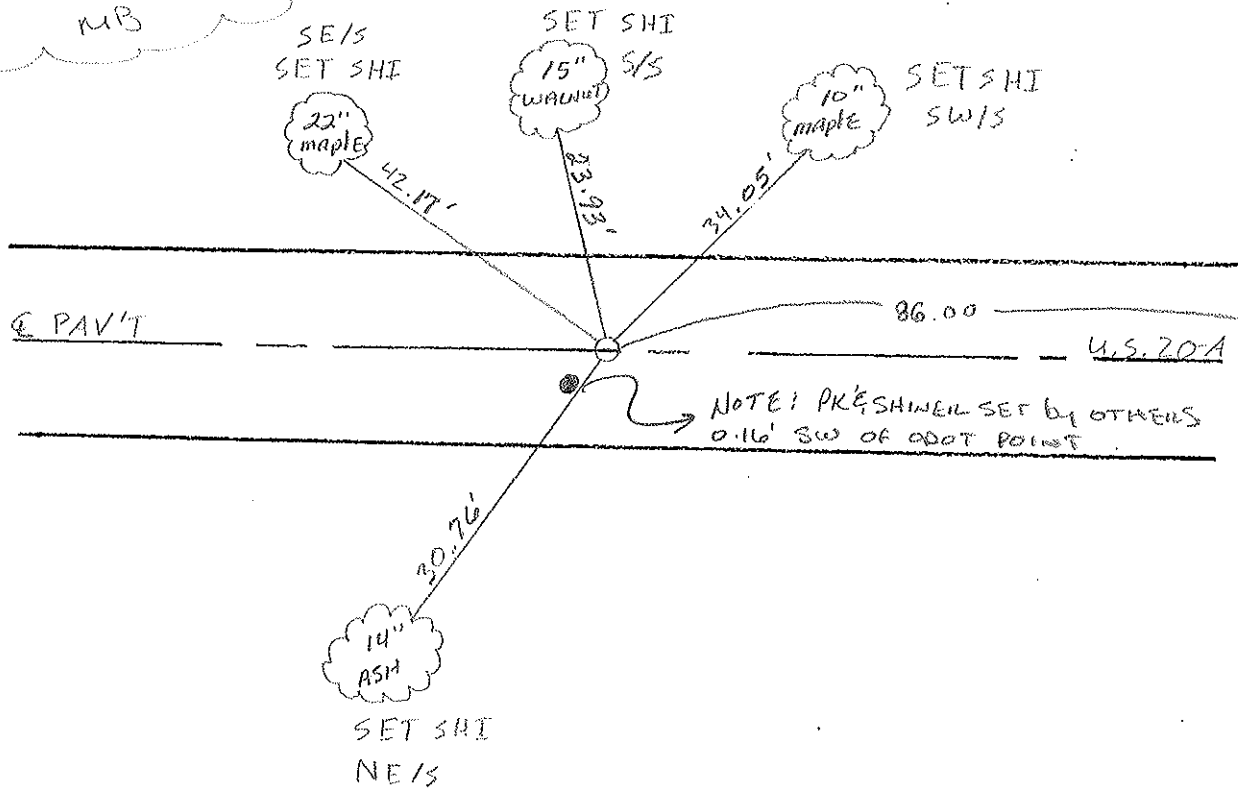 MB
SE/S
SET SHI
22"
maplE
42.17'
SET SHI
S/S
15"
WALNUT
23.93'
SET SHI
SW/S
10"
maplE
34.05'
℄ PAV'T
86.00
U.S. 20-A
NOTE: PK & SHINER SET by OTHERS
0.16' SW OF ODOT POINT
30.76'
14"
ASH
SET SHI
NE/S